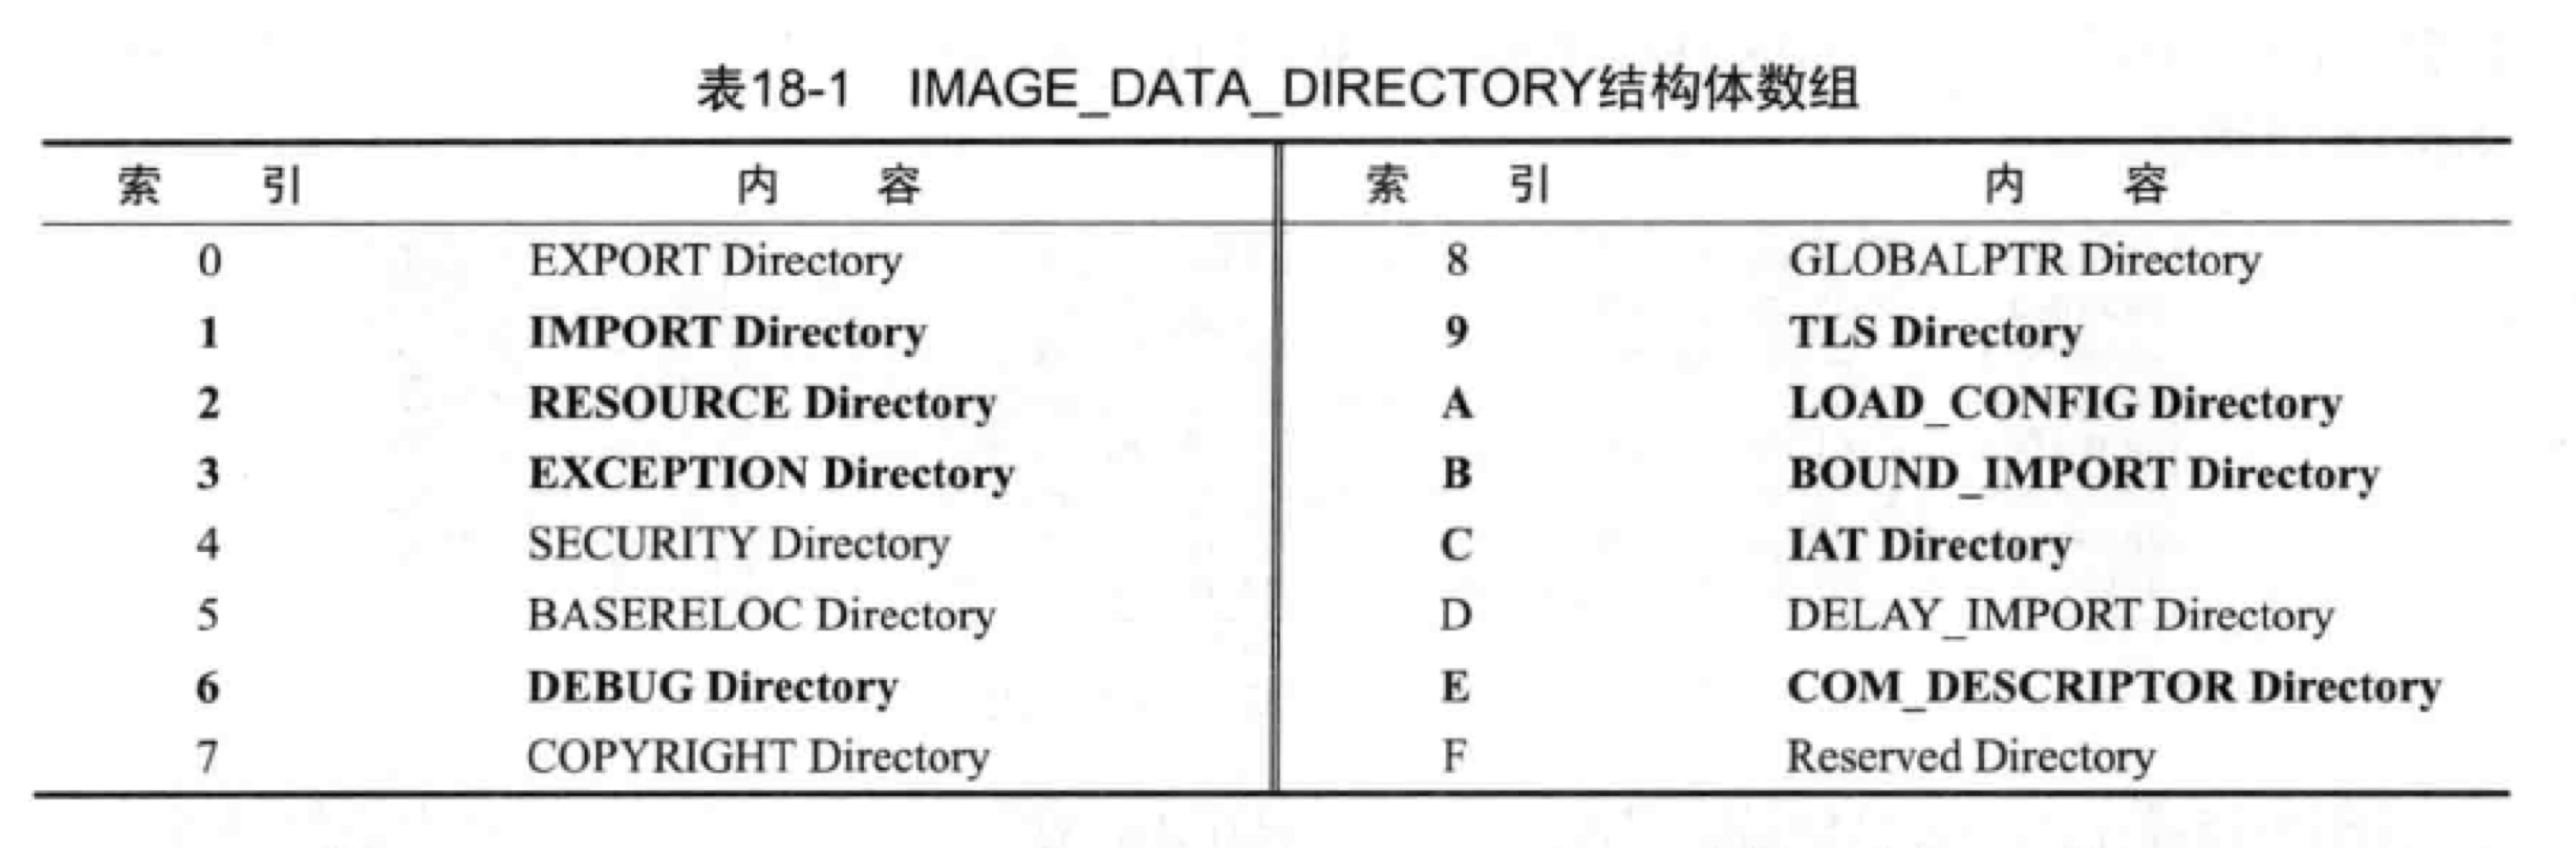 表18-1 IMAGE_DATA_DIRECTORY结构体数组
索 引 内 容 索 引 内 容
0 EXPORT Directory 8 GLOBALPTR Directory
1 IMPORT Directory 9 TLS Directory
2 RESOURCE Directory A LOAD_CONFIG Directory
3 EXCEPTION Directory B BOUND_IMPORT Directory
4 SECURITY Directory C IAT Directory
5 BASERELOC Directory D DELAY_IMPORT Directory
6 DEBUG Directory E COM_DESCRIPTOR Directory
7 COPYRIGHT Directory F Reserved Directory